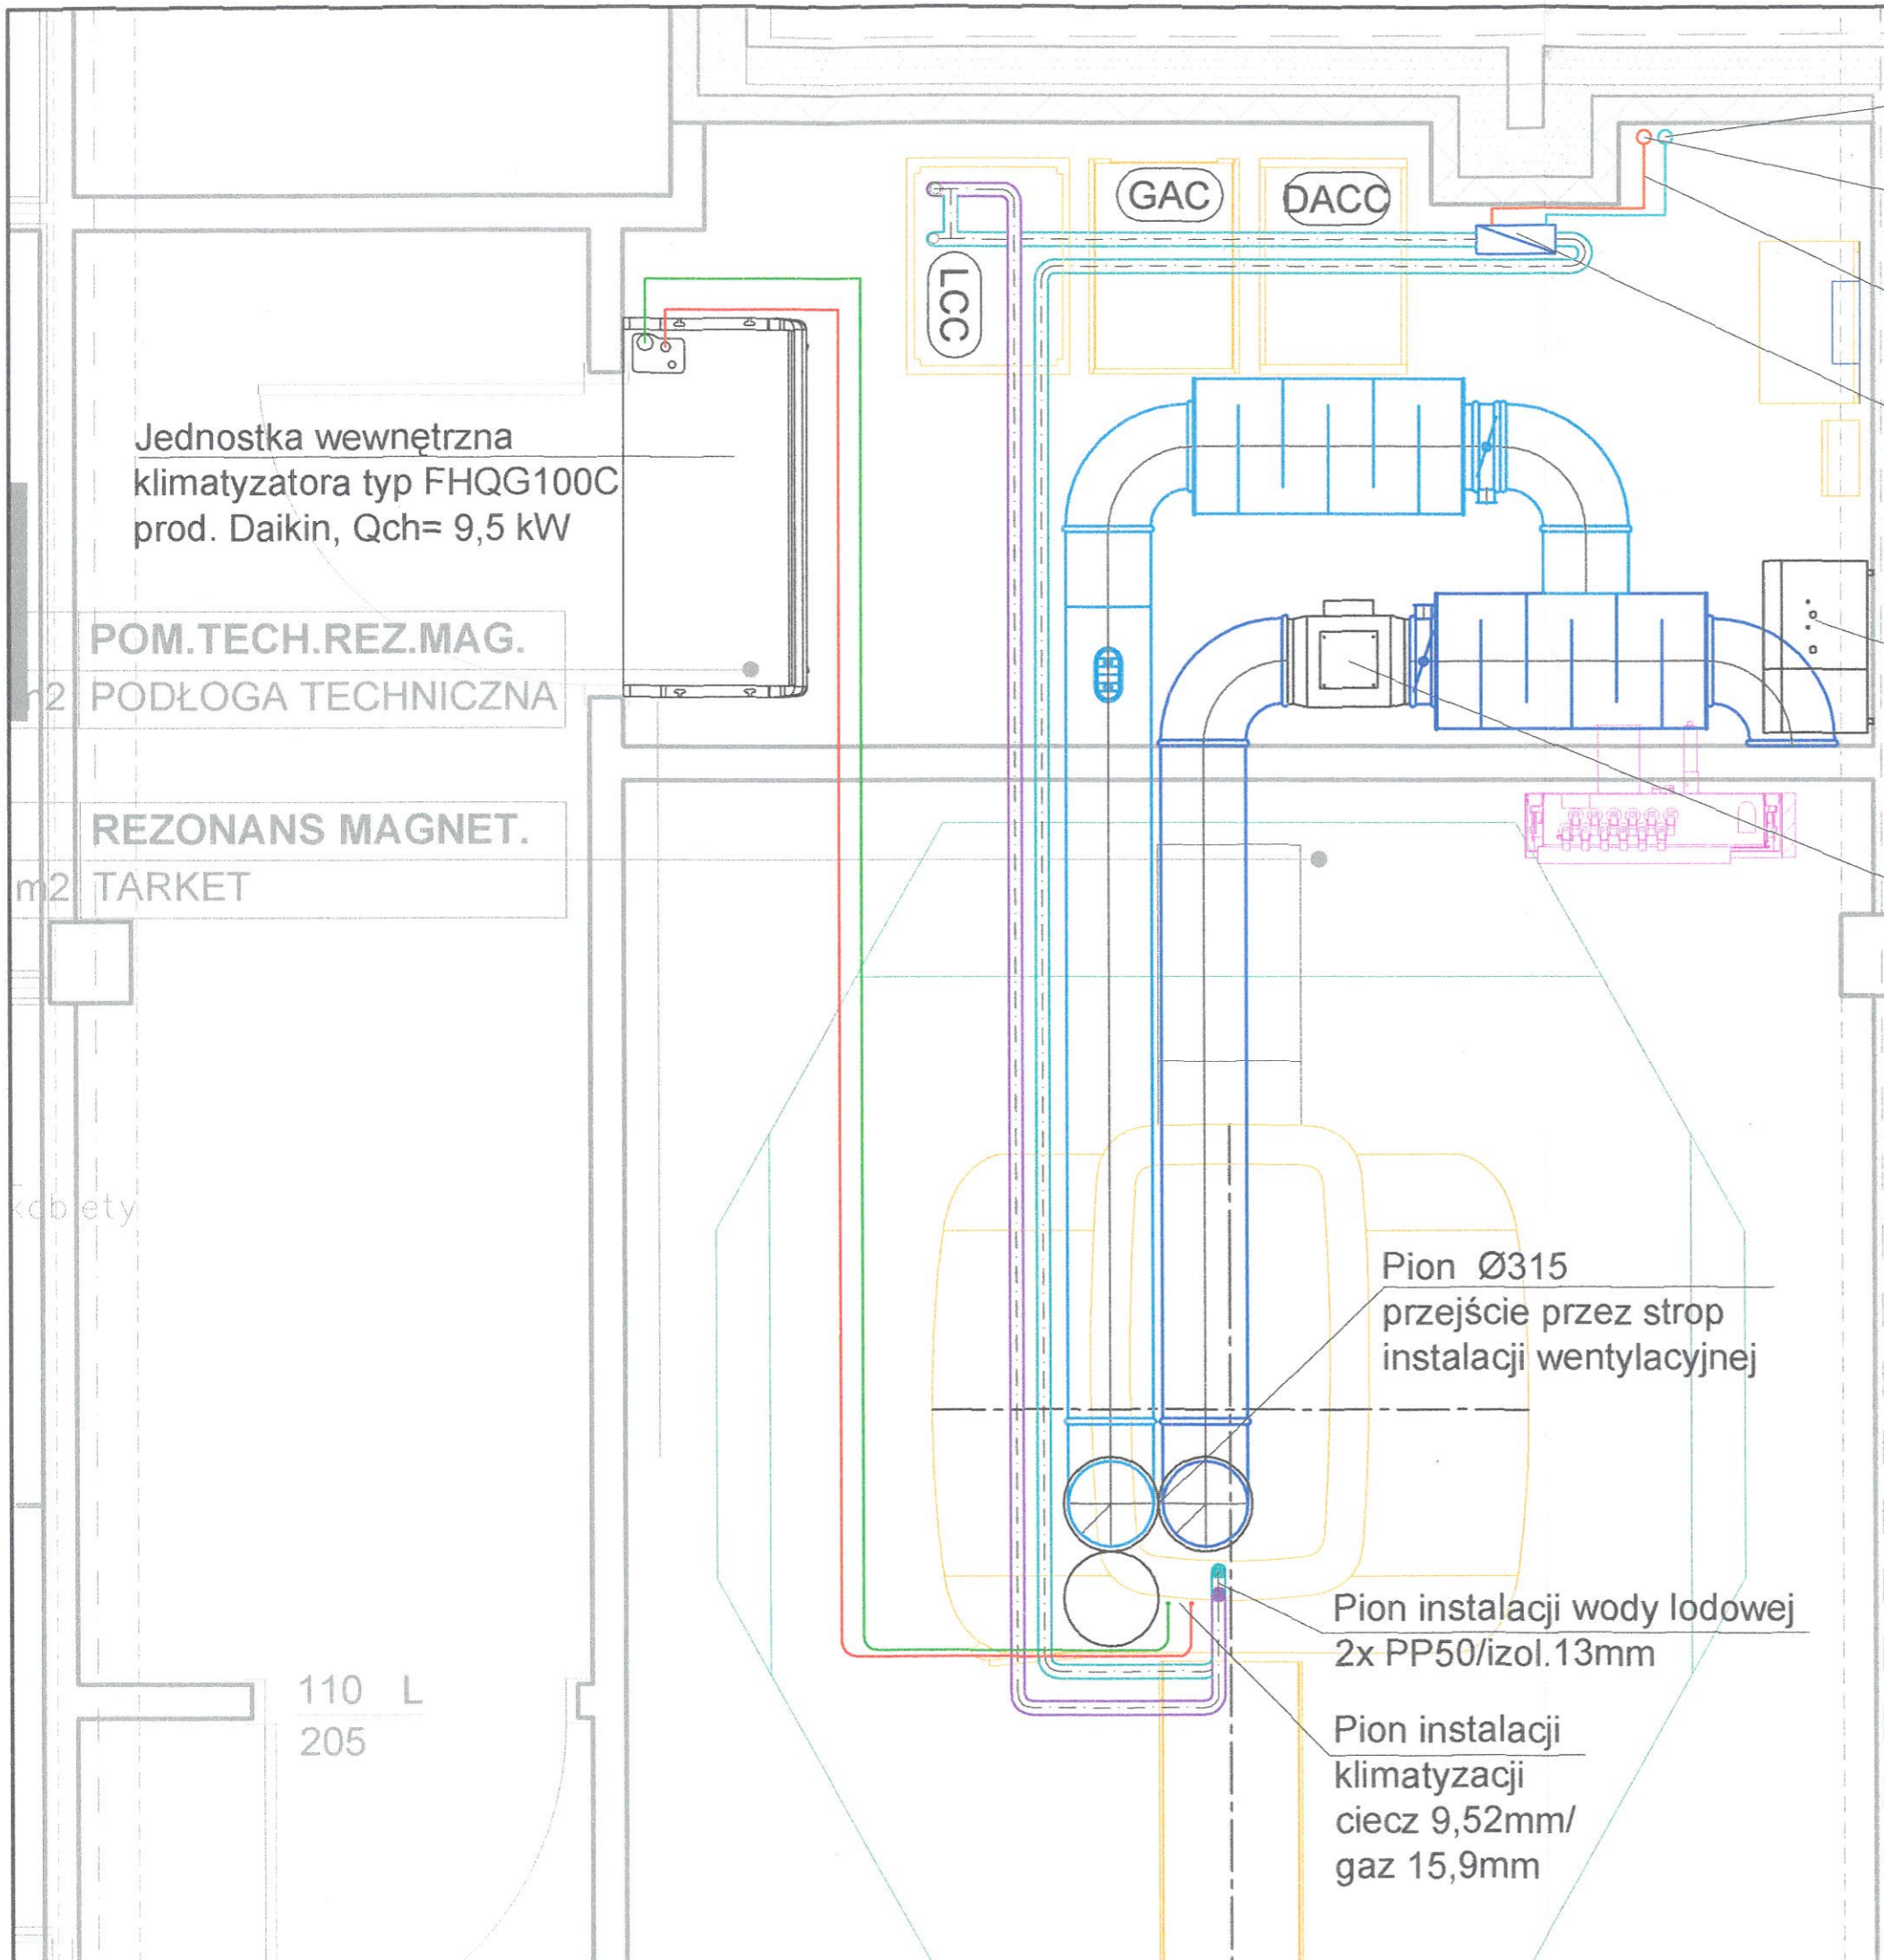 GAC
DACC
LCC
Jednostka wewnętrzna
klimatyzatora typ FHQG100C
prod. Daikin, Qch= 9,5 kW
POM.TECH.REZ.MAG.
m2 PODŁOGA TECHNICZNA
REZONANS MAGNET.
m2 TARKET
kobiety
Pion Ø315
przejście przez strop
instalacji wentylacyjnej
Pion instalacji wody lodowej
2x PP50/izol.13mm
110 L
205
Pion instalacji
klimatyzacji
ciecz 9,52mm/
gaz 15,9mm